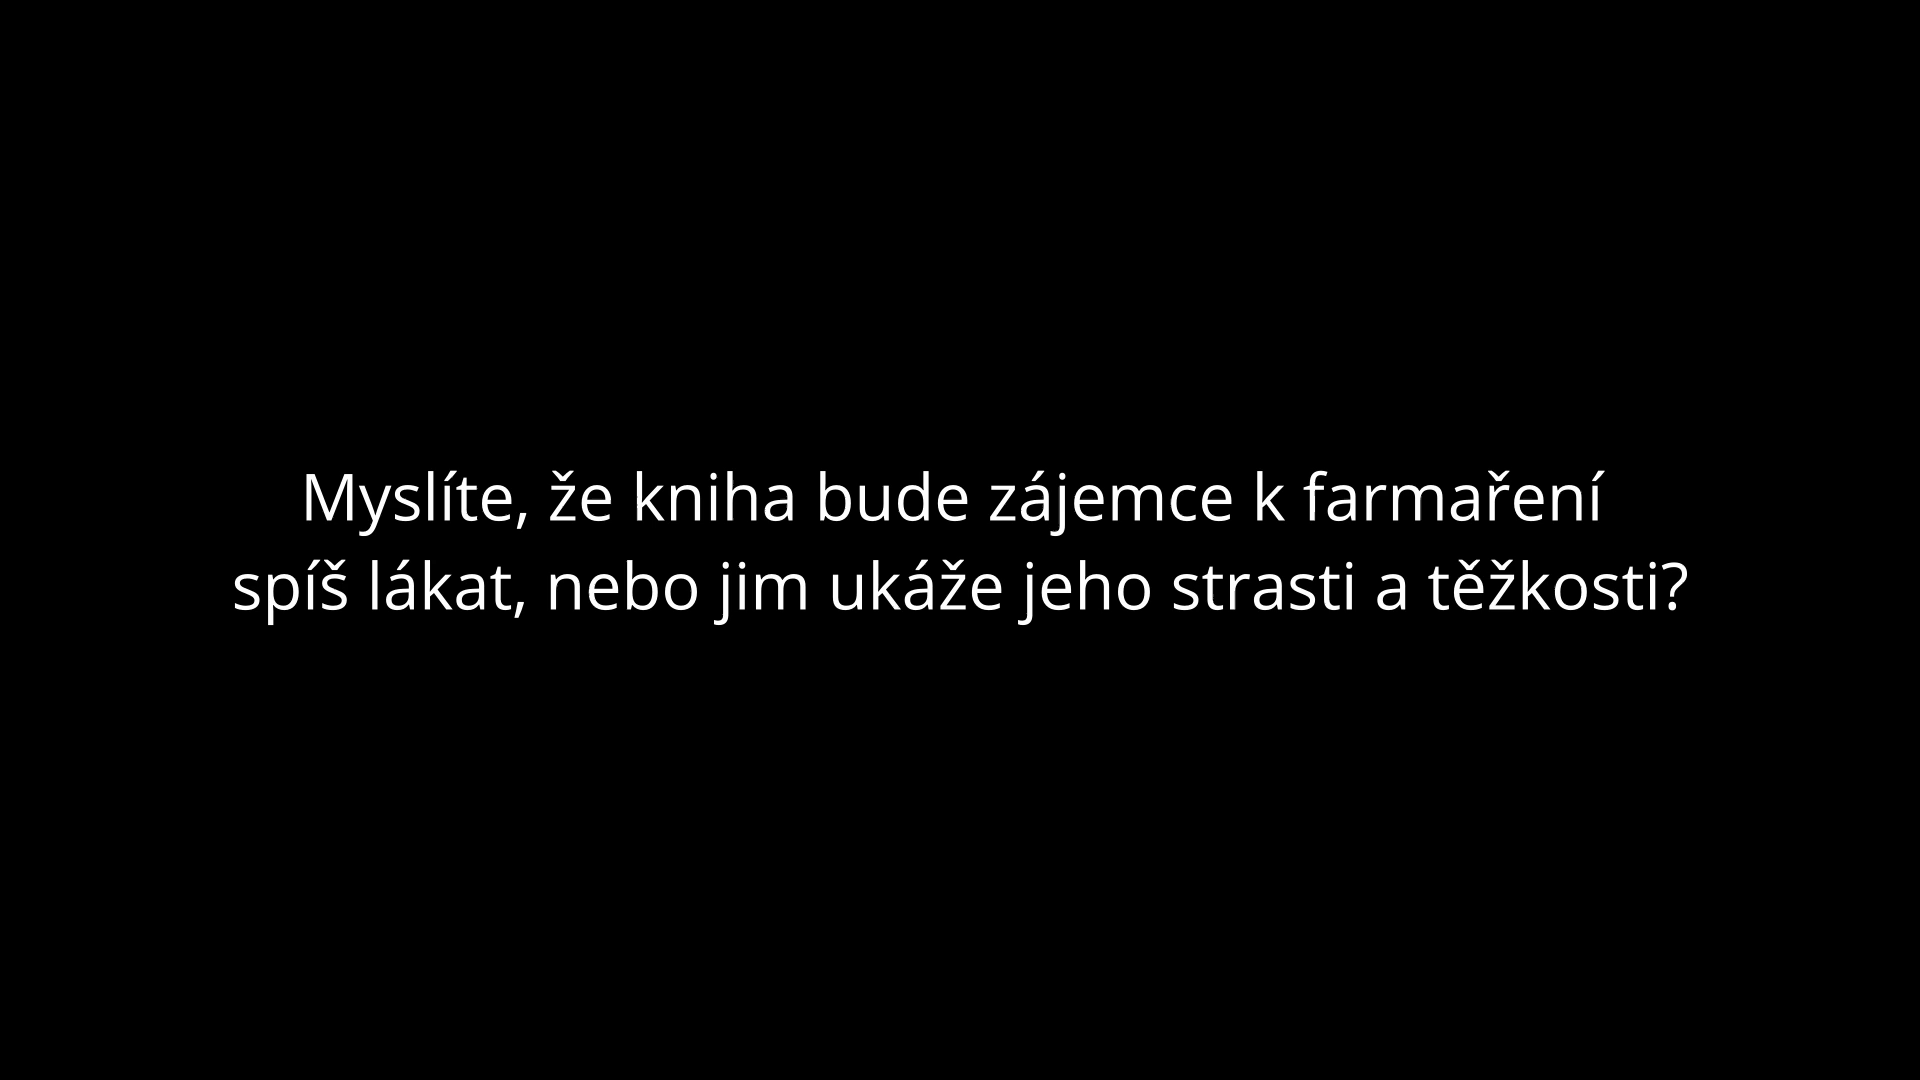 Myslíte, že kniha bude zájemce k farmaření
spíš lákat, nebo jim ukáže jeho strasti a těžkosti?